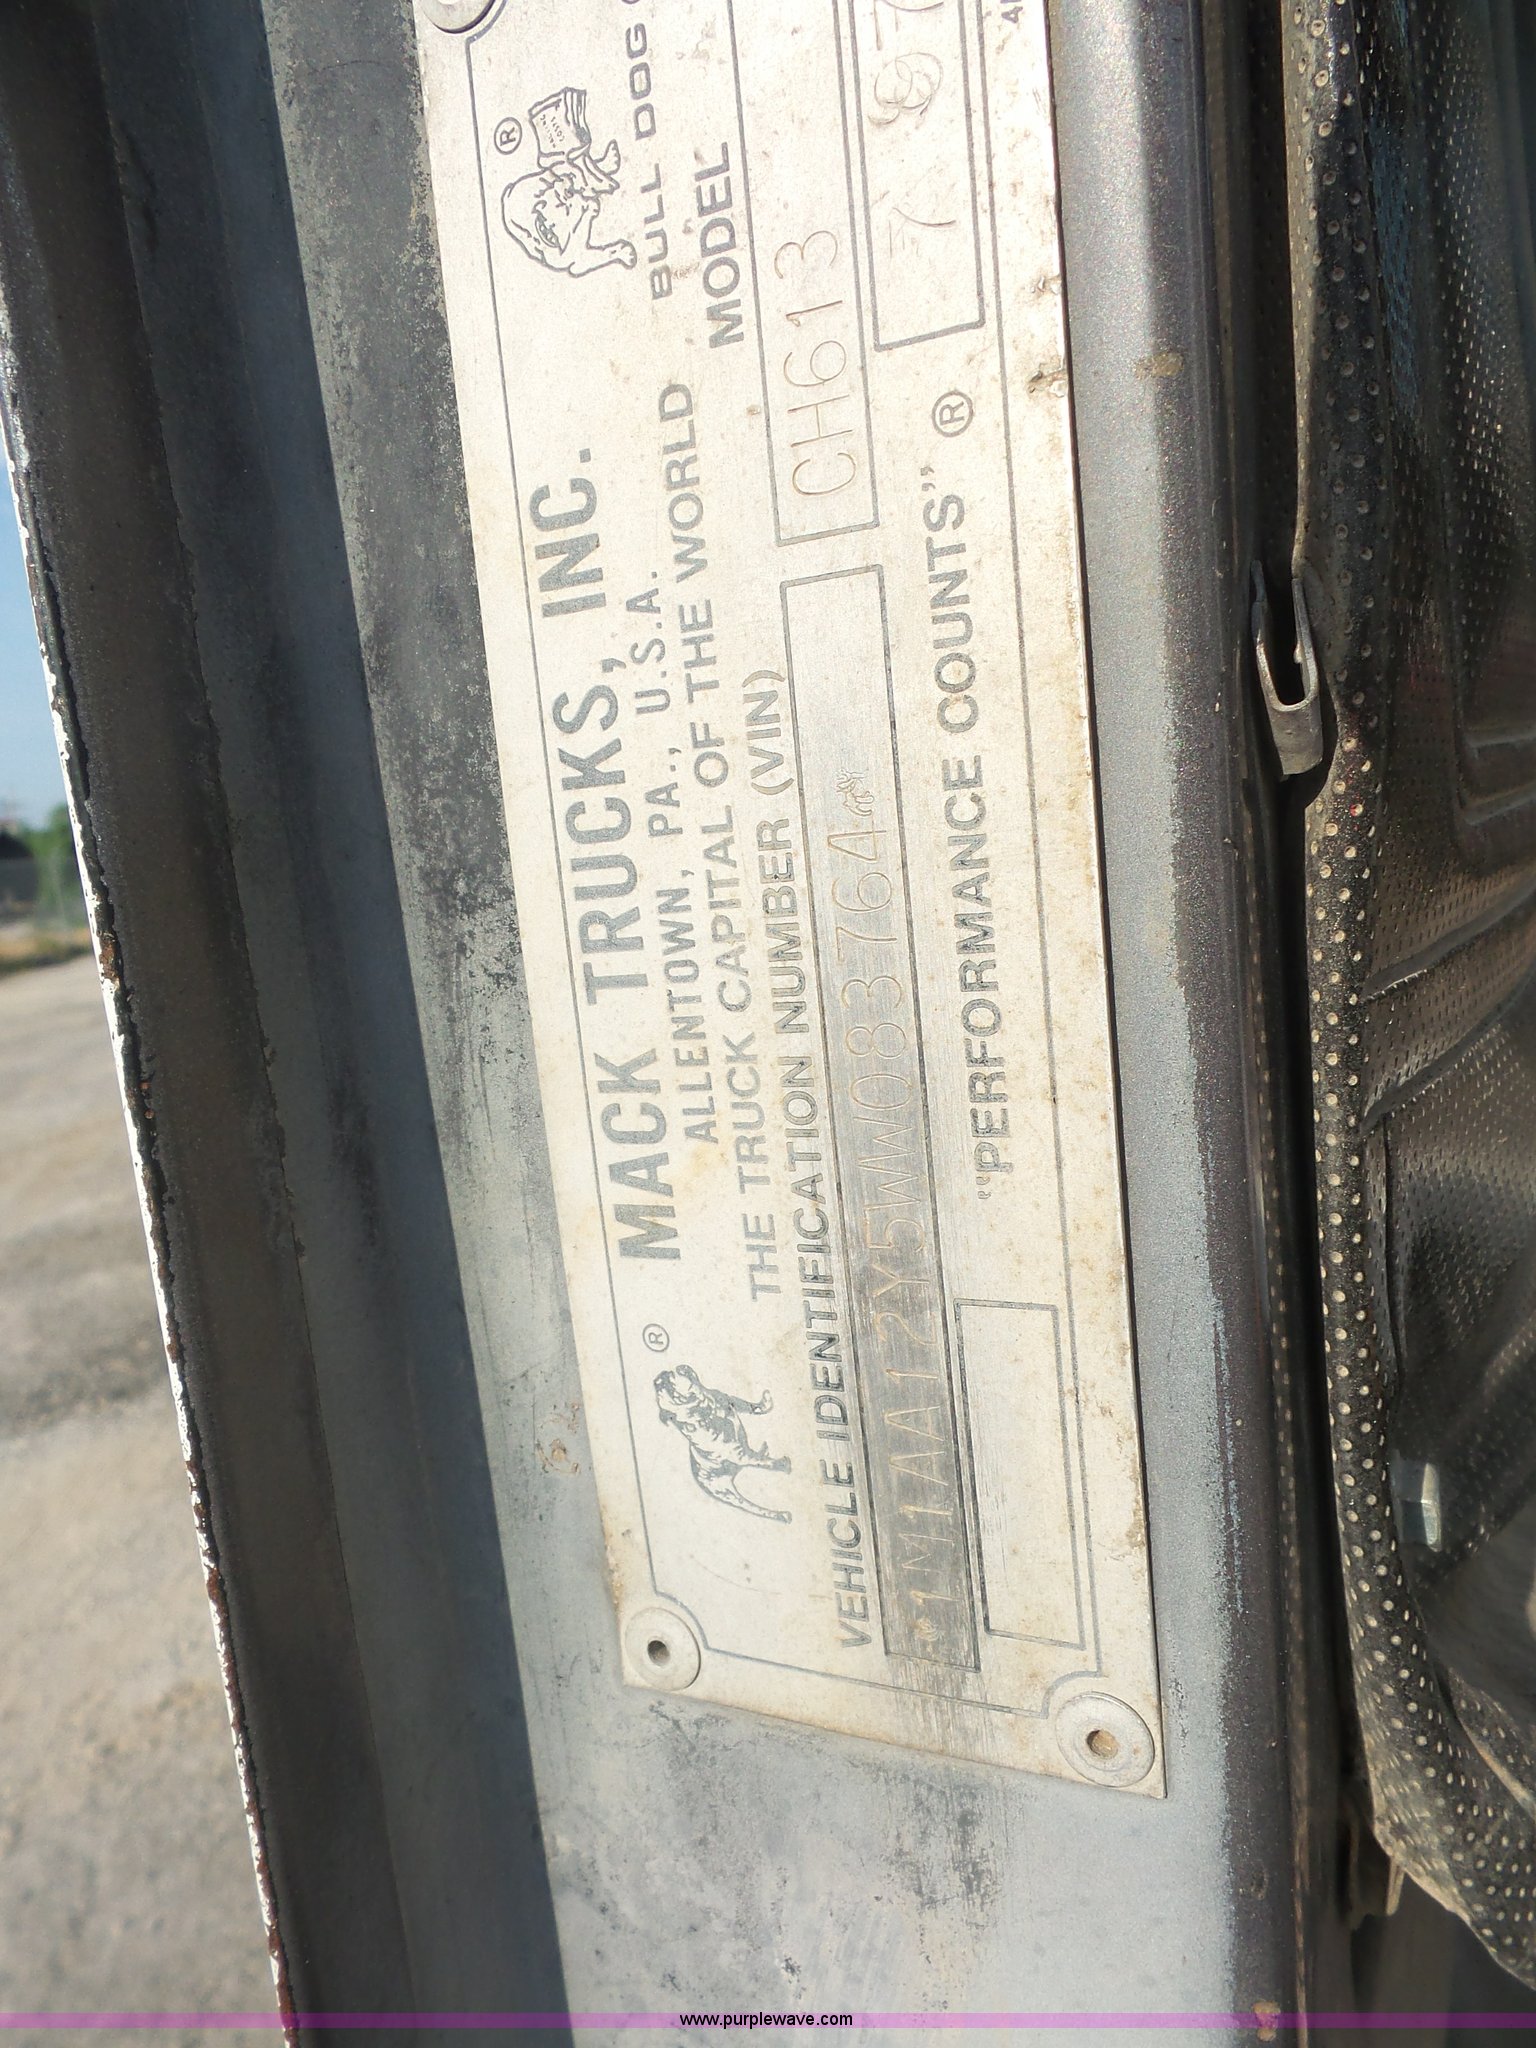 MACK TRUCKS, INC.
ALLENTOWN, PA., U.S.A.
THE TRUCK CAPITAL OF THE WORLD
®
®
BULL DOG
VEHICLE IDENTIFICATION NUMBER (VIN)
MODEL
1M1AA12Y5WW083764
CH613
"PERFORMANCE COUNTS"®
7
www.purplewave.com